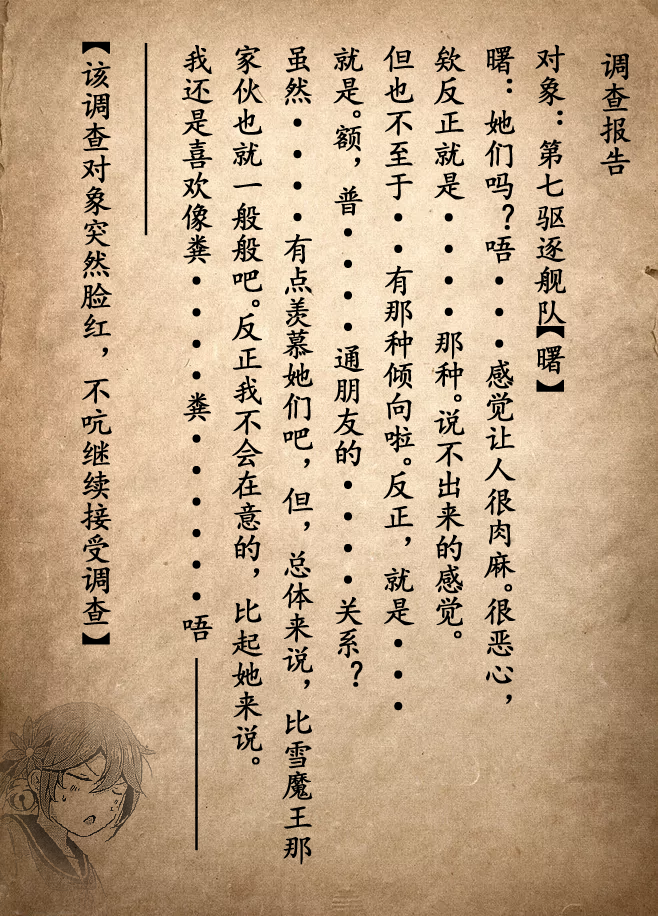 调查报告
对象：第七驱逐舰队【曙】
曙：她们吗？唔・・・感觉让人很肉麻。很恶心，
欸反正就是・・・・那种。说不出来的感觉。
但也不至于・・有那种倾向啦。反正，就是・・・
就是。额，普・・・・通朋友的・・・・关系？
虽然・・・・有点羡慕她们吧，但，总体来说，比雪魔王那
家伙也就一般般吧。反正我不会在意的，比起她来说。
我还是喜欢像粪・・・・粪・・・・・・唔——
——
【该调查对象突然脸红，不吭继续接受调查】